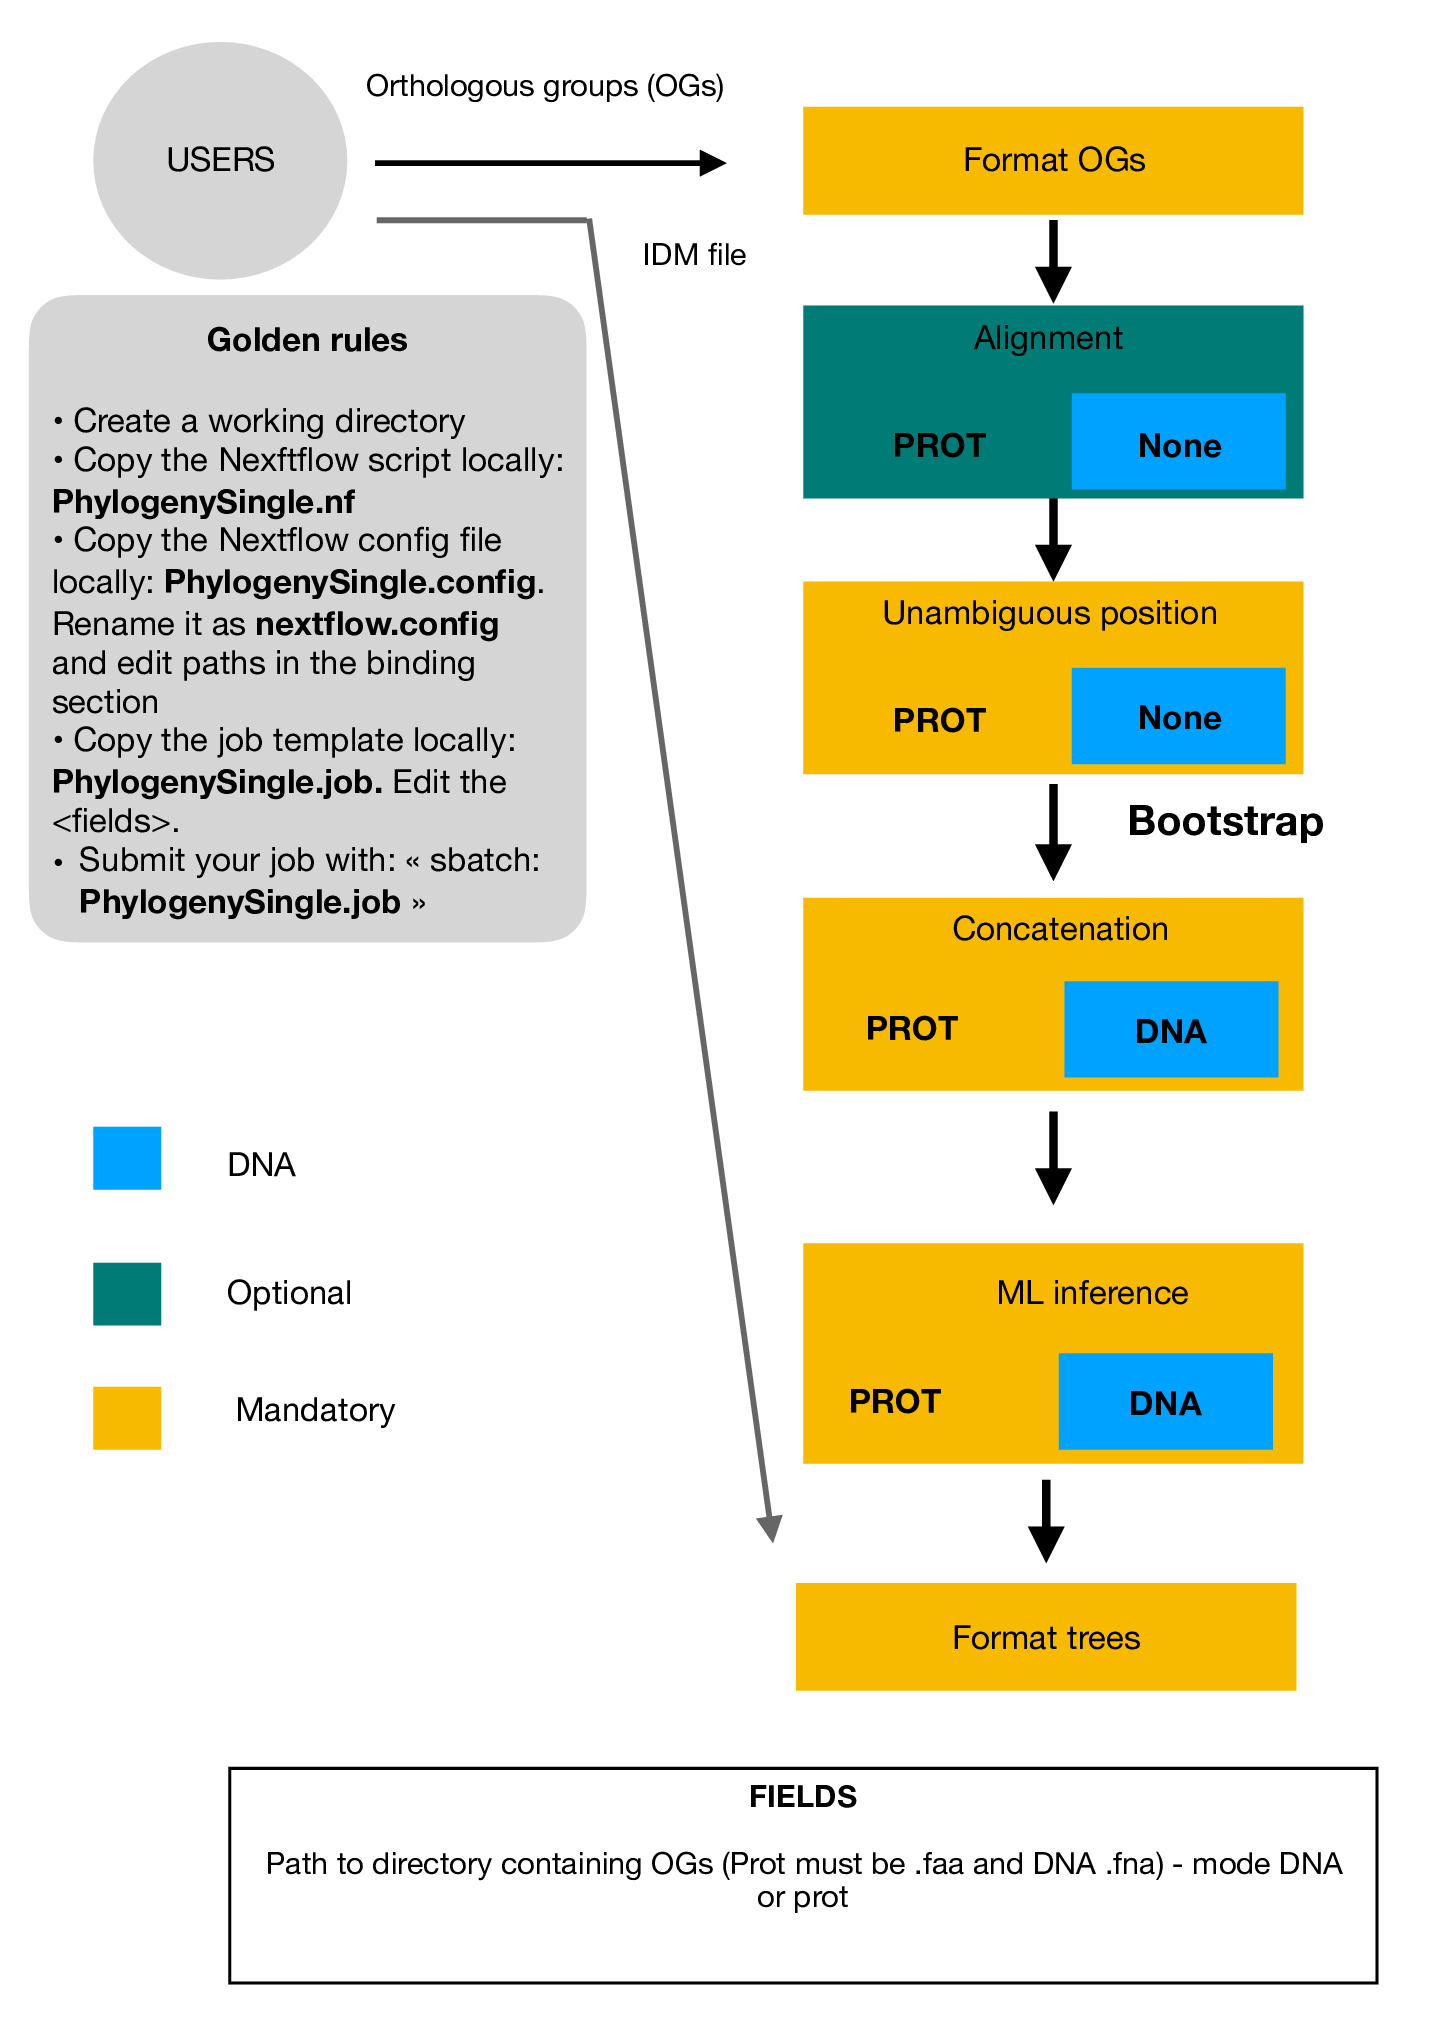 USERS
Orthologous groups (OGs)
IDM file
Golden rules
• Create a working directory
• Copy the Nexftflow script locally:
PhylogenySingle.nf
• Copy the Nextflow config file
locally: PhylogenySingle.config.
Rename it as nextflow.config
and edit paths in the binding
section
• Copy the job template locally:
PhylogenySingle.job. Edit the
<fields>.
• Submit your job with: « sbatch:
PhylogenySingle.job »
DNA
Optional
Mandatory
Format OGs
Alignment
PROT
None
Unambiguous position
PROT
None
Bootstrap
Concatenation
PROT
DNA
ML inference
PROT
DNA
Format trees
FIELDS
Path to directory containing OGs (Prot must be .faa and DNA .fna) - mode DNA
or prot